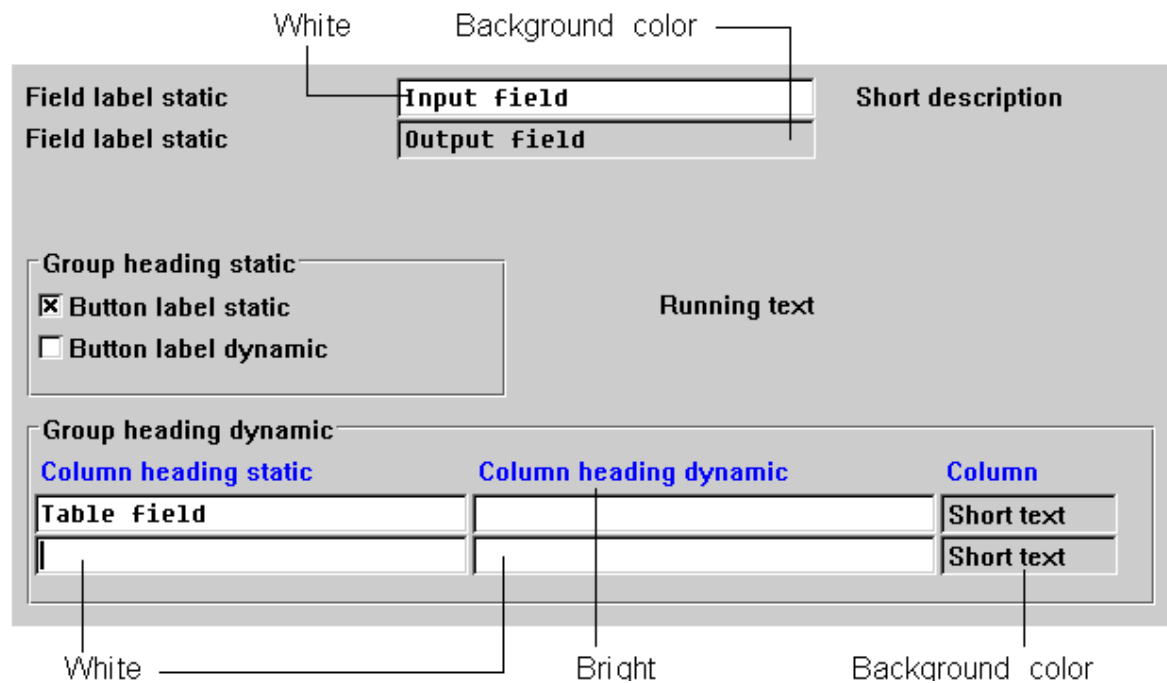 White Background color
Field label static Input field Short description
Field label static Output field
Group heading static
Button label static Running text
Button label dynamic
Group heading dynamic
Column heading static Column heading dynamic Column
Table field Short text
Short text
White Bright Background color